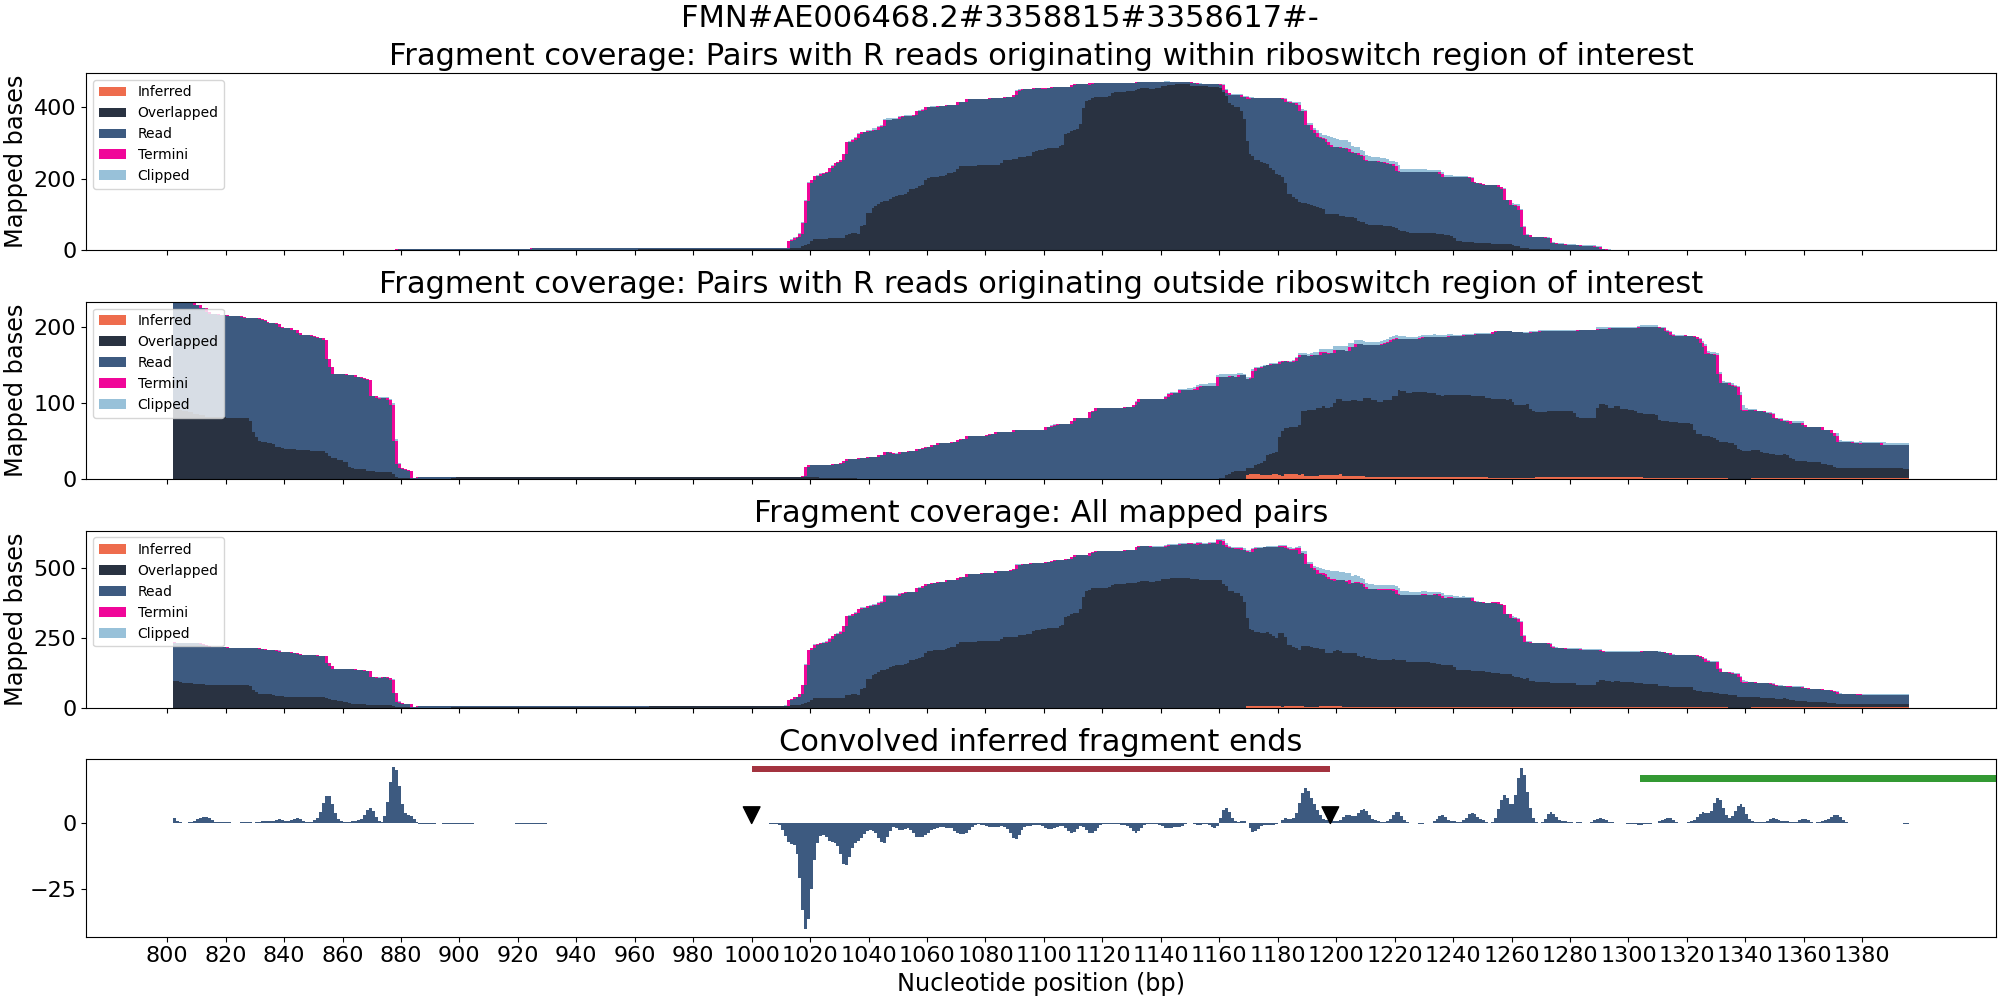 FMN#AE006468.2#3358815#3358617#-
Fragment coverage: Pairs with R reads originating within riboswitch region of interest
Mapped bases
400
200
0
Inferred
Overlapped
Read
Termini
Clipped
Fragment coverage: Pairs with R reads originating outside riboswitch region of interest
Mapped bases
200
100
0
Inferred
Overlapped
Read
Termini
Clipped
Fragment coverage: All mapped pairs
Mapped bases
500
250
0
Inferred
Overlapped
Read
Termini
Clipped
Convolved inferred fragment ends
0
−25
800 820 840 860 880 900 920 940 960 980 1000 1020 1040 1060 1080 1100 1120 1140 1160 1180 1200 1220 1240 1260 1280 1300 1320 1340 1360 1380
Nucleotide position (bp)